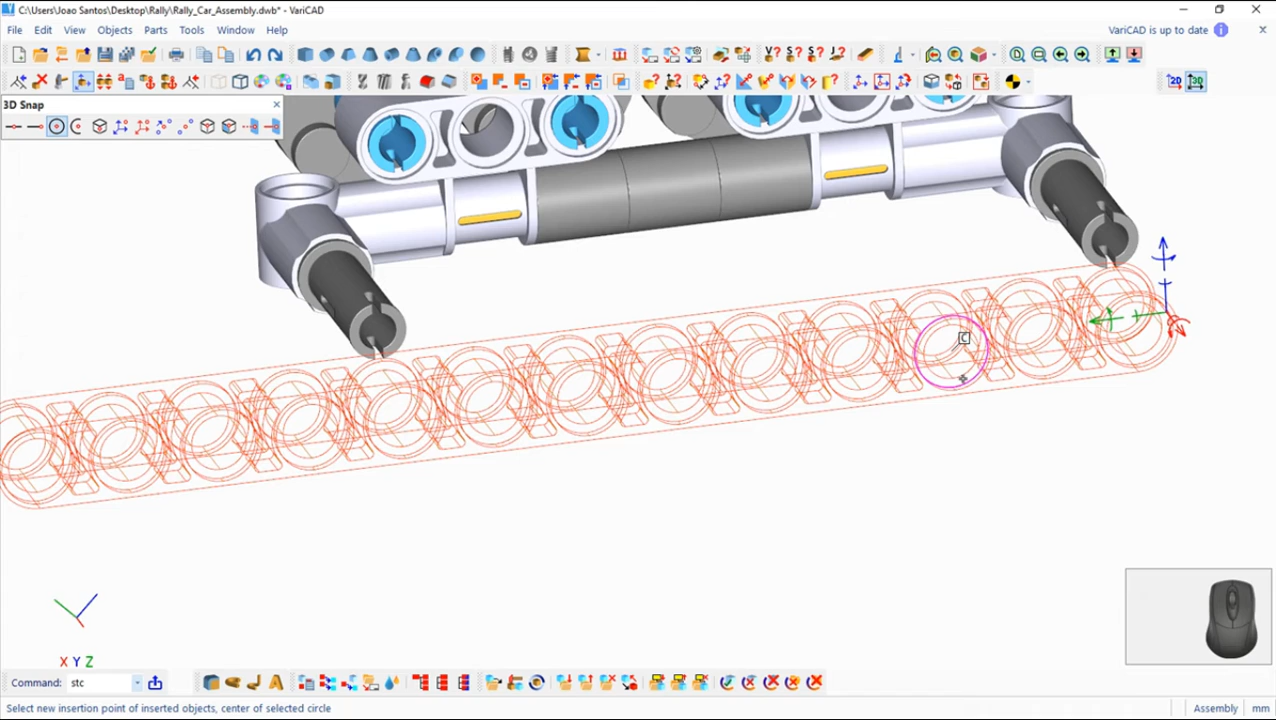 C:\Users\Joao Santos\Desktop\Rally\Rally_Car_Assembly.dwb* - VariCAD
File Edit View Objects Parts Tools Window Help VariCAD is up to date
3D Snap
C
X Y Z
Command: stc
Select new insertion point of inserted objects, center of selected circle Assembly mm